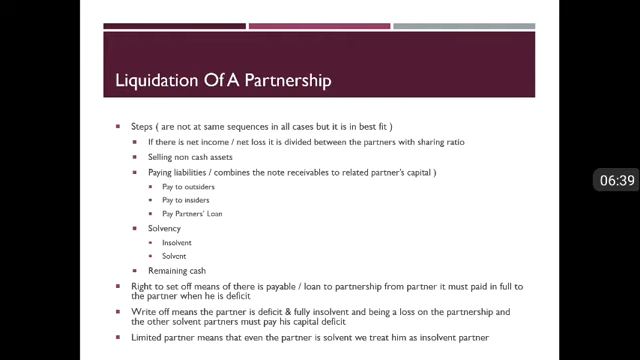 Liquidation Of A Partnership
Steps ( are not at same sequences in all cases but it is in best fit )
If there is net income / net loss it is divided between the partners with sharing ratio
Selling non cash assets
Paying liabilities / combines the note receivables to related partner's capital )
Pay to outsiders
Pay to insiders
Pay Partners' Loan
Solvency
Insolvent
Solvent
Remaining cash
Right to set off means of there is payable / loan to partnership from partner it must paid in full to
the partner when he is deficit
Write off means the partner is deficit & fully insolvent and being a loss on the partnership and
the other solvent partners must pay his capital deficit
Limited partner means that even the partner is solvent we treat him as insolvent partner
06:39